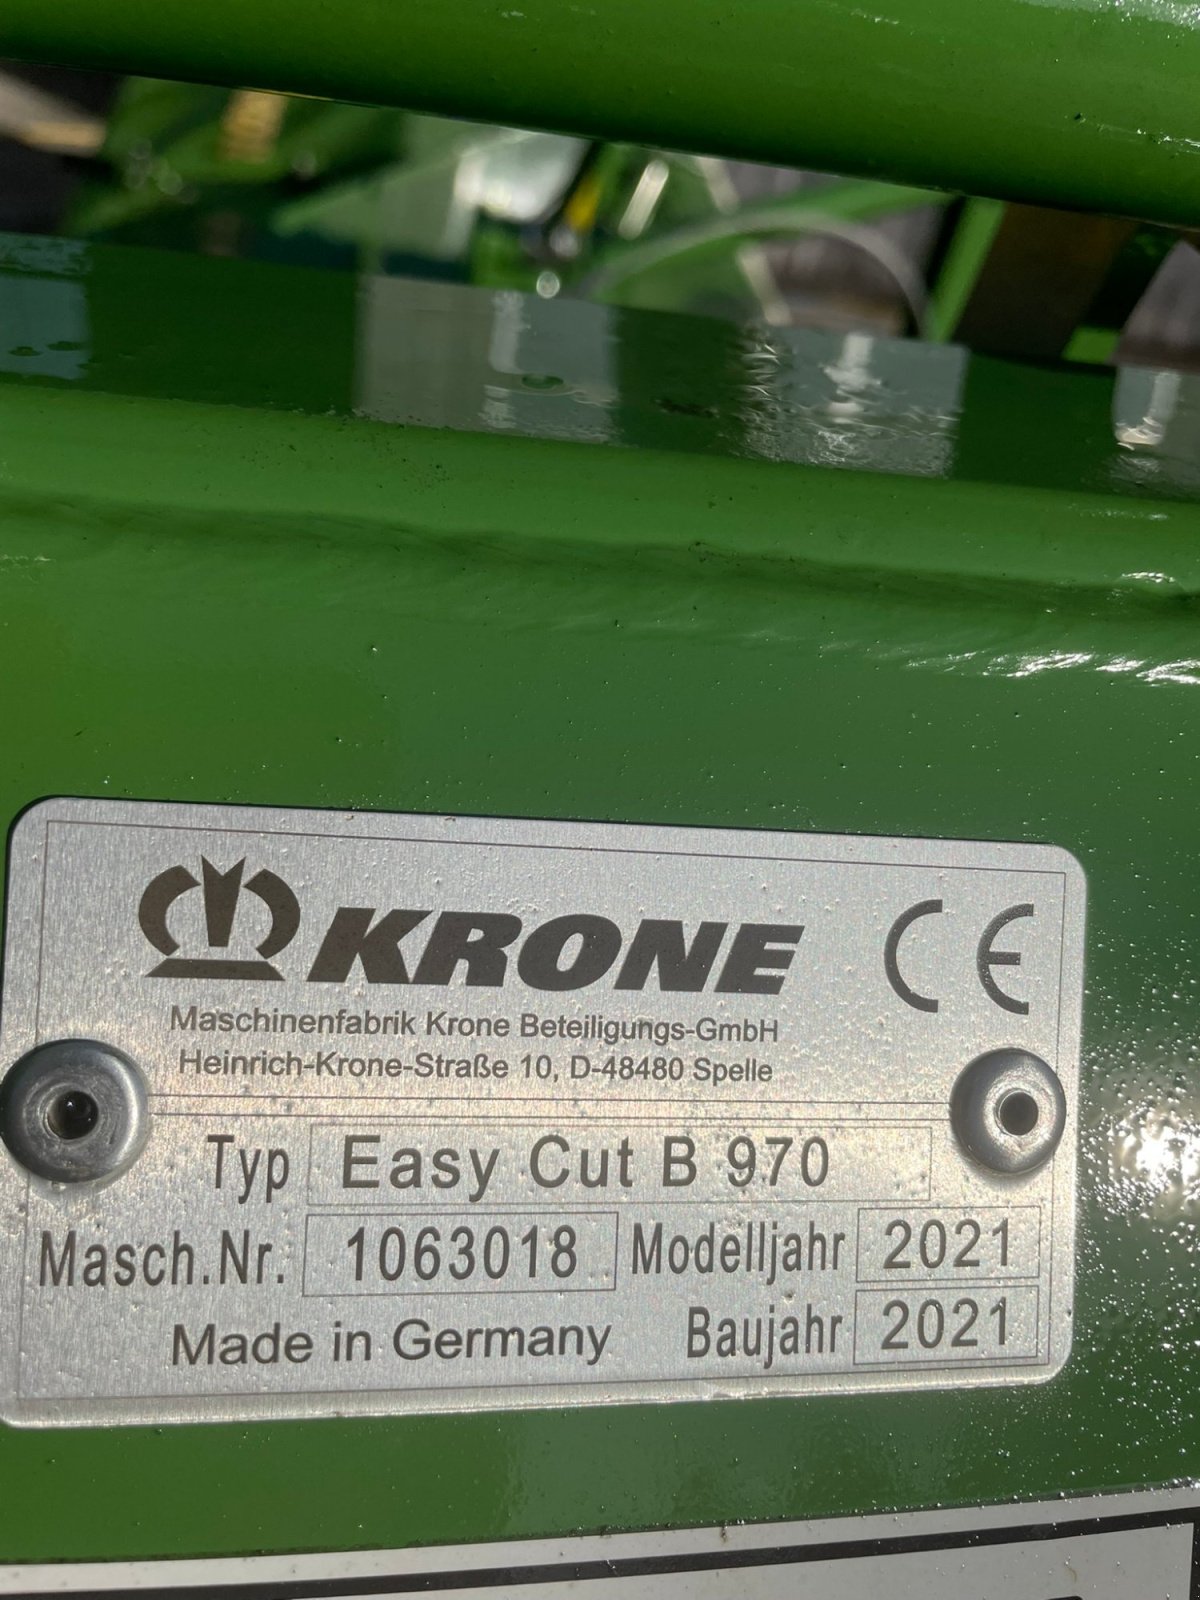 KRONE
CE
Maschinenfabrik Krone Beteiligungs-GmbH
Heinrich-Krone-Straße 10, D-48480 Spelle
Typ Easy Cut B 970
Masch.Nr. 1063018 Modelljahr 2021
Made in Germany Baujahr 2021